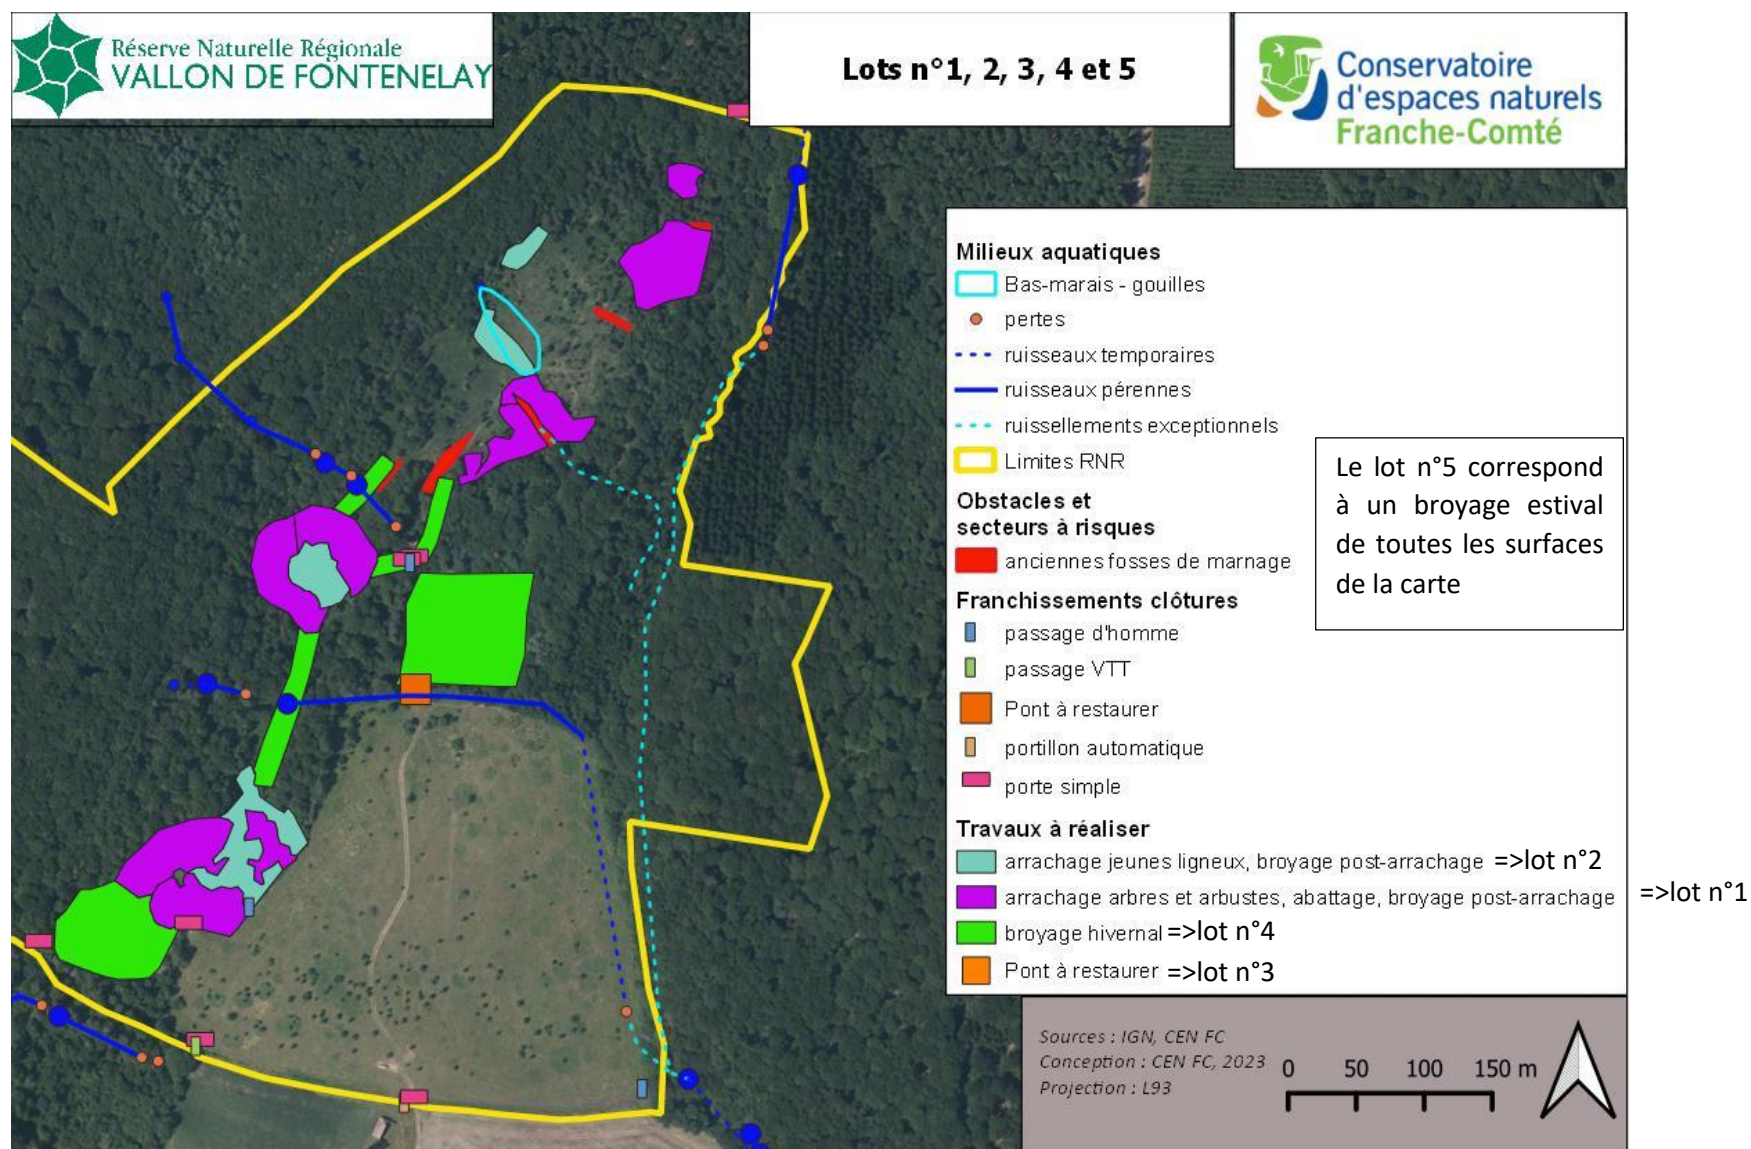 Réserve Naturelle Régionale
VALLON DE FONTENELAY
Lots n°1, 2, 3, 4 et 5
Conservatoire
d'espaces naturels
Franche-Comté
Milieux aquatiques
Bas-marais - gouilles
pertes
ruisseaux temporaires
ruisseaux pérennes
ruissellements exceptionnels
Limites RNR
Obstacles et
secteurs à risques
anciennes fosses de marnage
Franchissements clôtures
passage d'homme
passage VTT
Pont à restaurer
portillon automatique
porte simple
Travaux à réaliser
arrachage jeunes ligneux, broyage post-arrachage =>lot n°2
arrachage arbres et arbustes, abattage, broyage post-arrachage =>lot n°1
broyage hivernal =>lot n°4
Pont à restaurer =>lot n°3
Le lot n°5 correspond
à un broyage estival
de toutes les surfaces
de la carte
Sources : IGN, CEN FC
Conception : CEN FC, 2023
Projection : L93
0 50 100 150 m